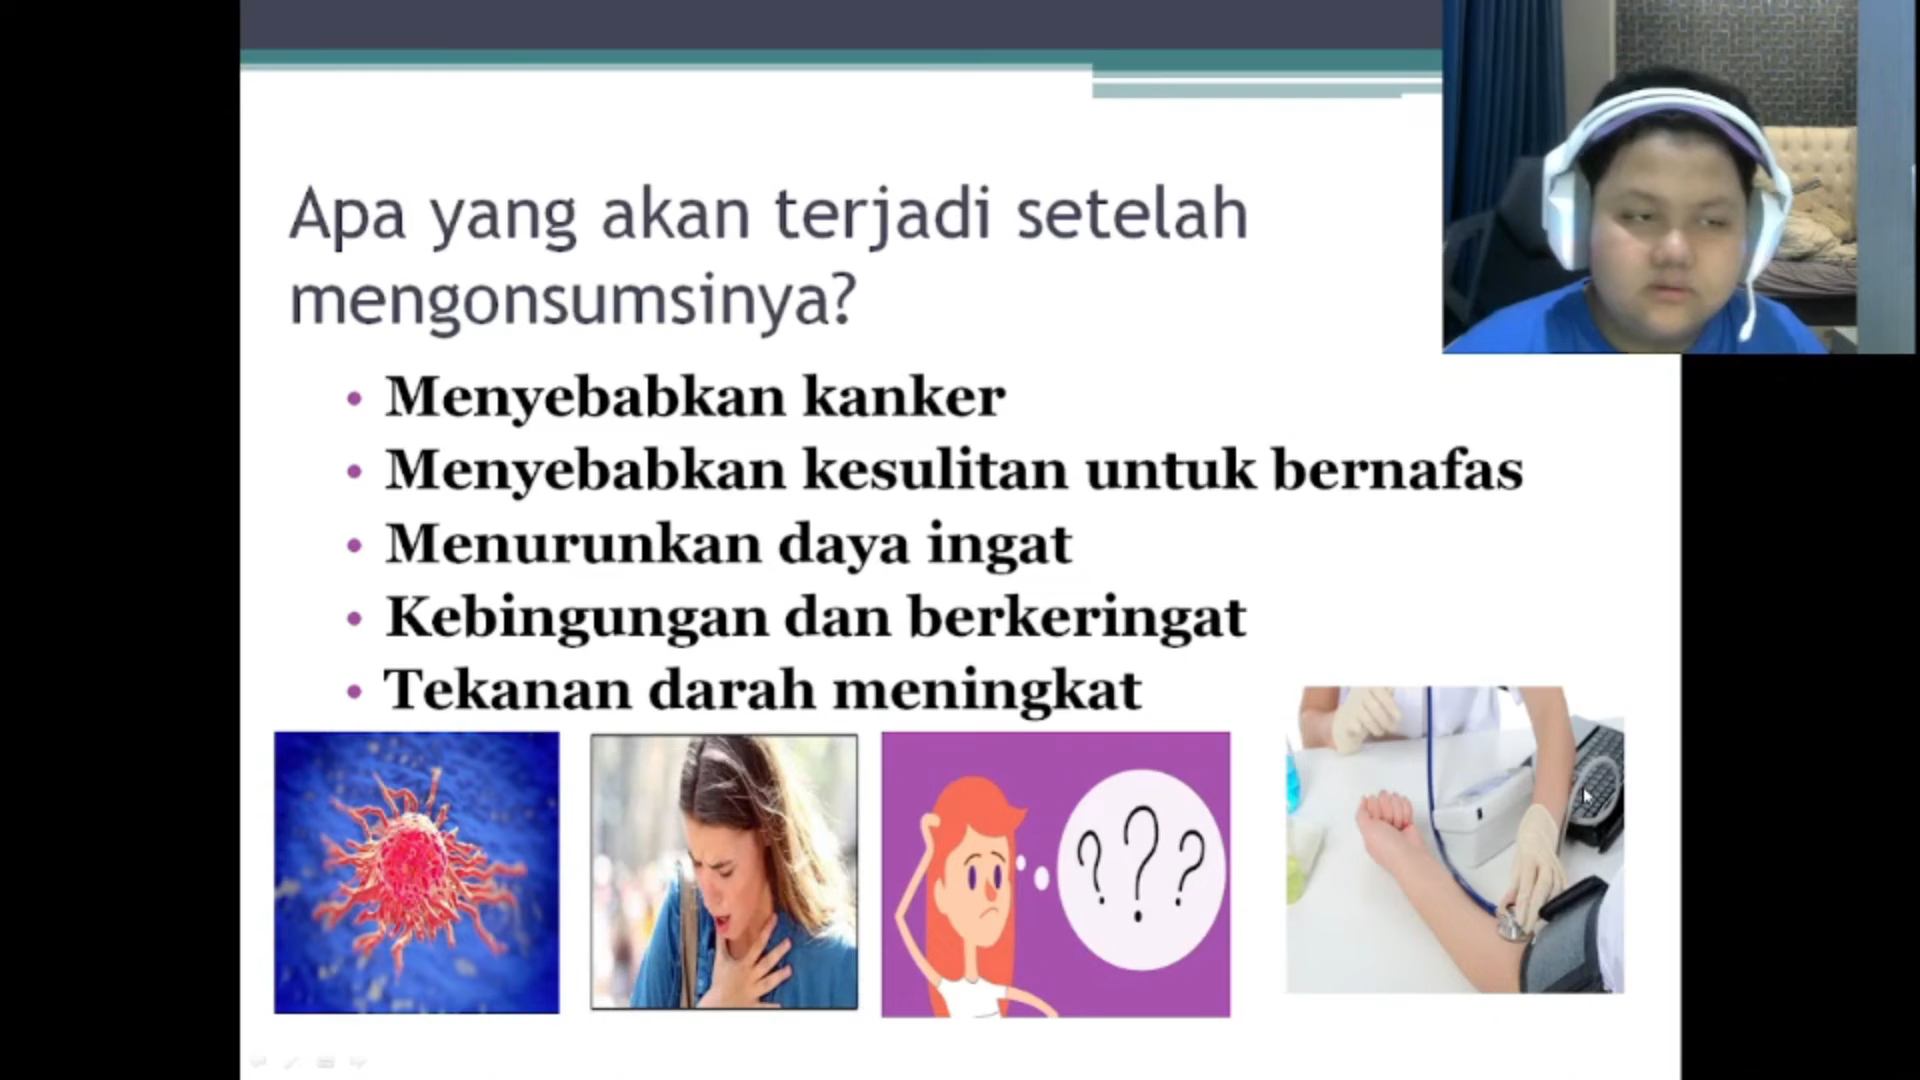 Apa yang akan terjadi setelah
mengonsumsinya?
• Menyebabkan kanker
• Menyebabkan kesulitan untuk bernafas
• Menurunkan daya ingat
• Kebingungan dan berkeringat
• Tekanan darah meningkat
? ? ?